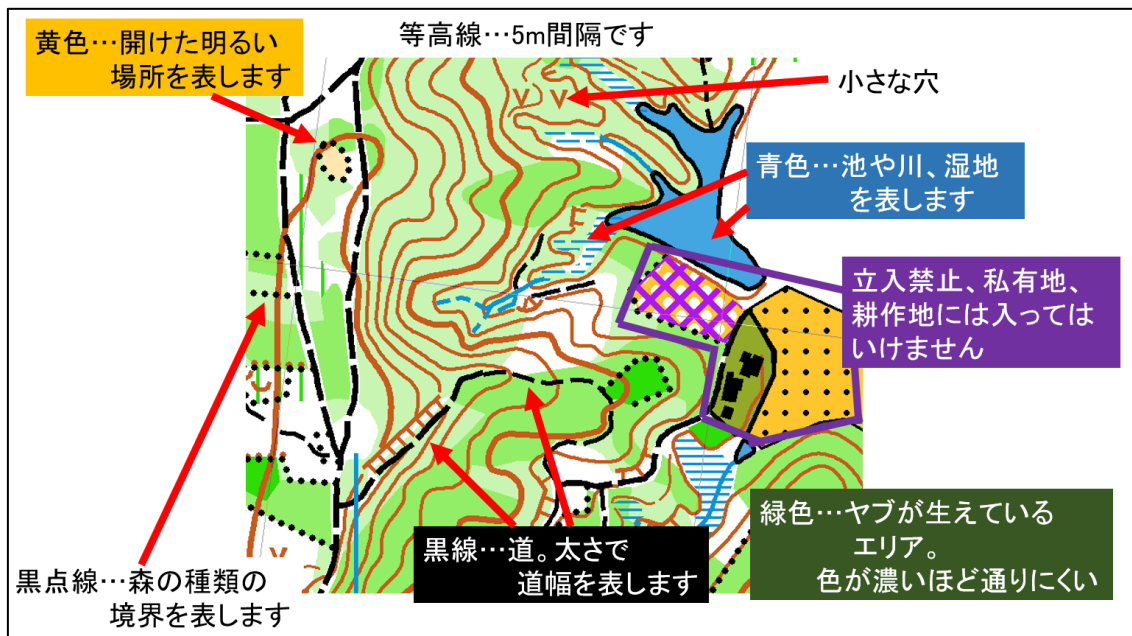 黄色…開けた明るい
場所を表します
等高線…5m間隔です
小さな穴
青色…池や川、湿地
を表します
立入禁止、私有地、
耕作地には入っては
いけません
緑色…ヤブが生えている
エリア。
色が濃いほど通りにくい
黒線…道。太さで
道幅を表します
黒点線…森の種類の
境界を表します